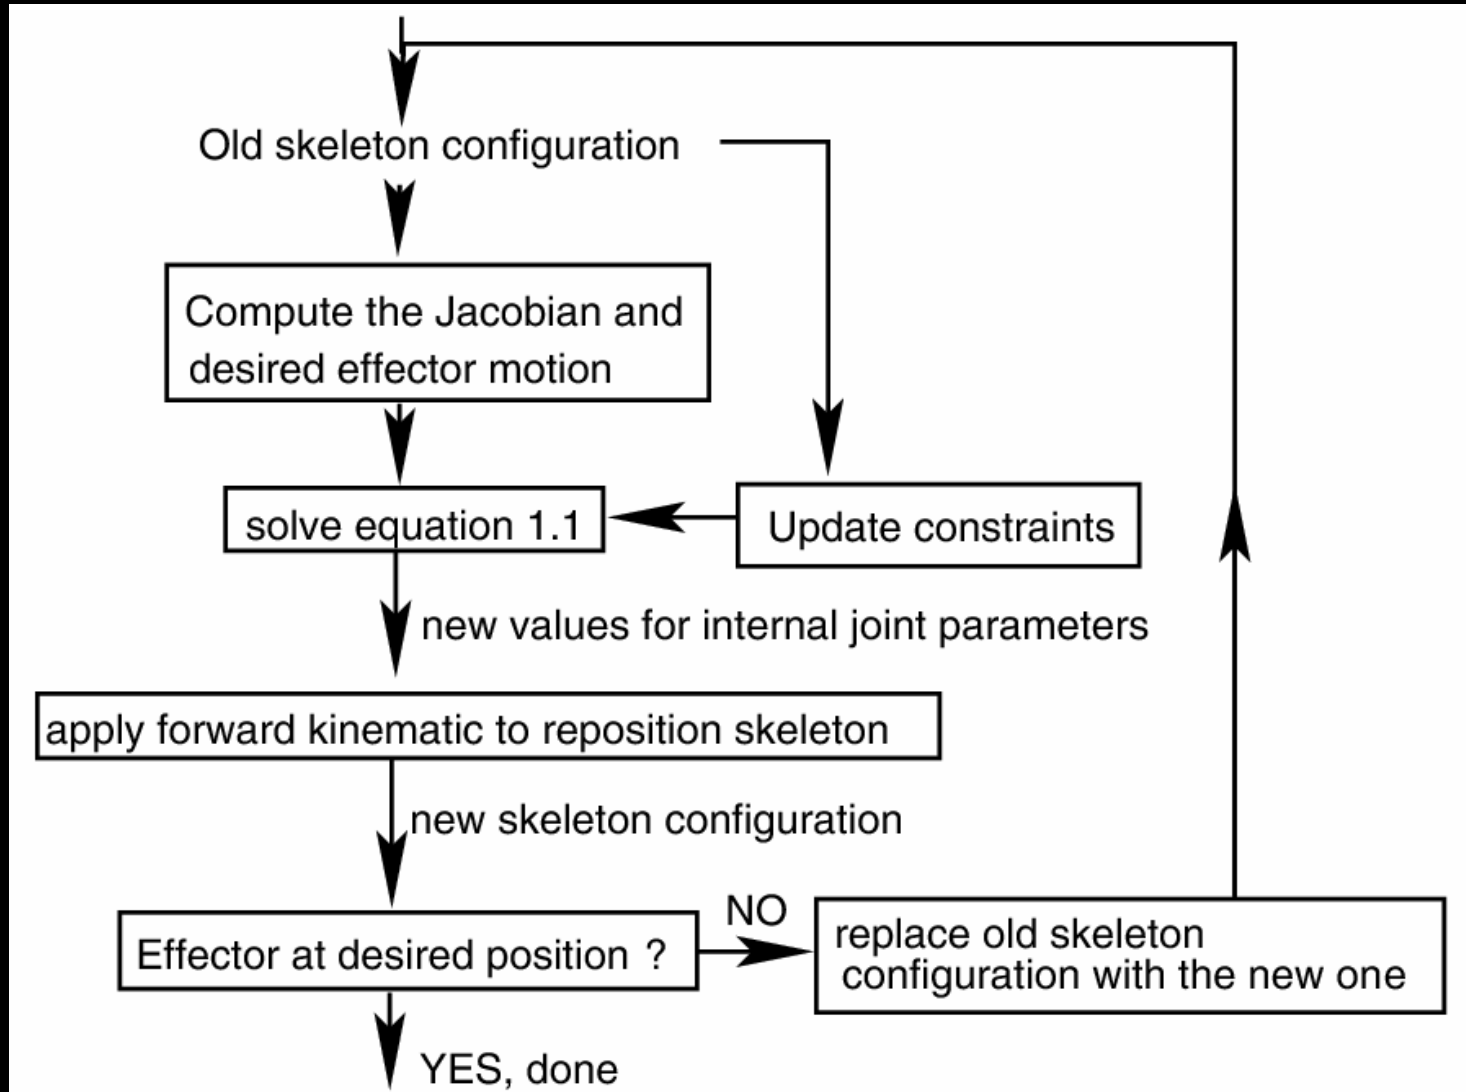 Old skeleton configuration
Compute the Jacobian and
desired effector motion
solve equation 1.1
Update constraints
new values for internal joint parameters
apply forward kinematic to reposition skeleton
new skeleton configuration
Effector at desired position ?
NO
replace old skeleton
configuration with the new one
YES, done